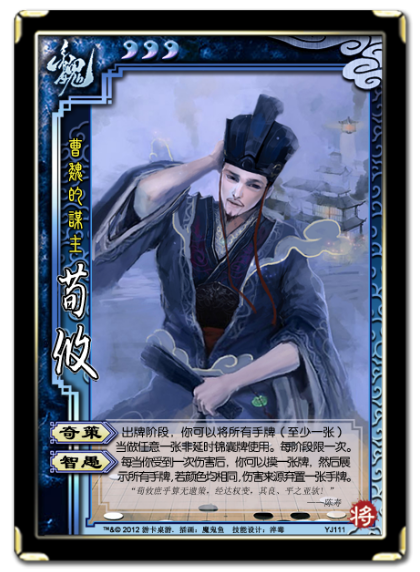 魏
曹魏的謀主
荀攸
奇策 出牌阶段，你可以将所有手牌（至少一张）
当做任意一张非延时锦囊牌使用。每阶段限一次。
智愚 每当你受到一次伤害后，你可以摸一张牌，然后展
示所有手牌，若颜色均相同，伤害来源弃置一张手牌。
“荀攸庶乎算无遗策，经达权变，其良、平之亚欤！”
——陈寿
™&© 2012 游卡桌游. 插画：魔鬼鱼 技能设计：淬毒 YJ111
将